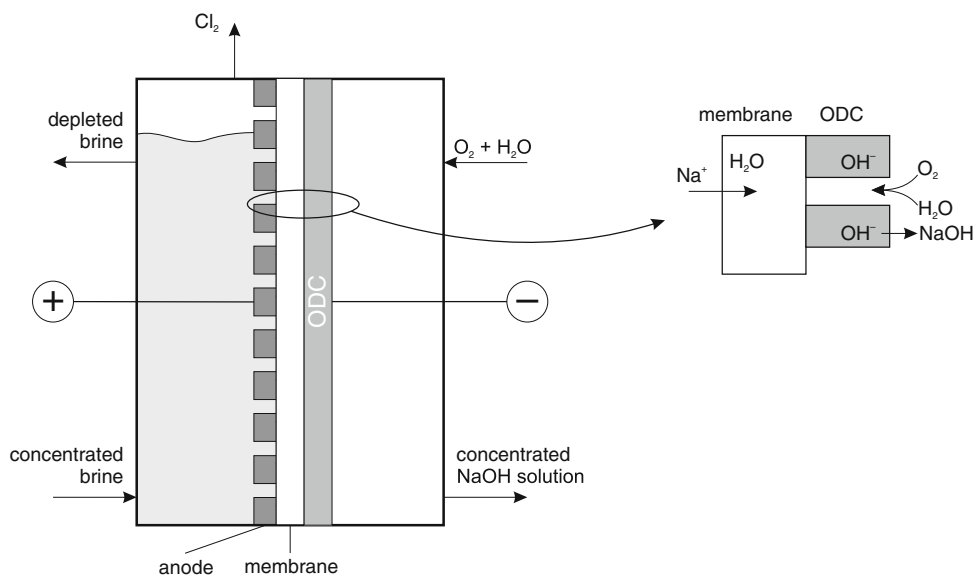 Cl₂
depleted
brine
O₂ + H₂O
+
ODC
−
concentrated
brine
concentrated
NaOH solution
anode
membrane
membrane
ODC
Na⁺
H₂O
OH⁻
O₂
H₂O
OH⁻
NaOH